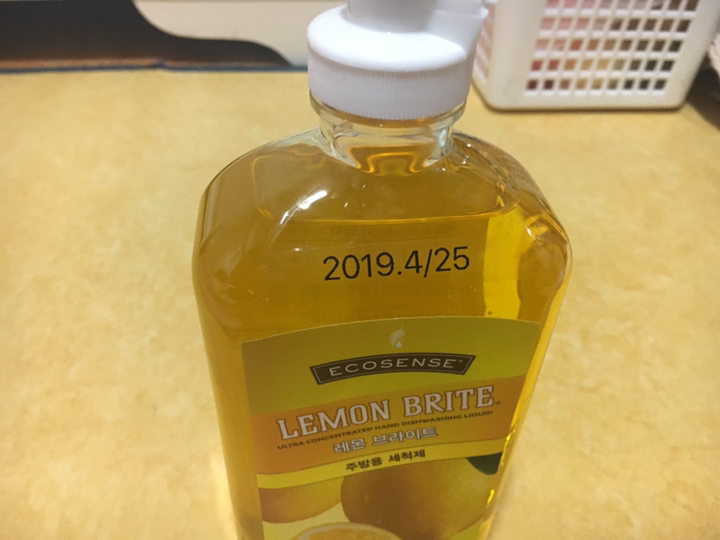 2019.4/25
ECOSENSE
LEMON BRITE
ULTRA CONCENTRATED HAND DISHWASHING LIQUID
레몬 브라이트
주방용 세척제